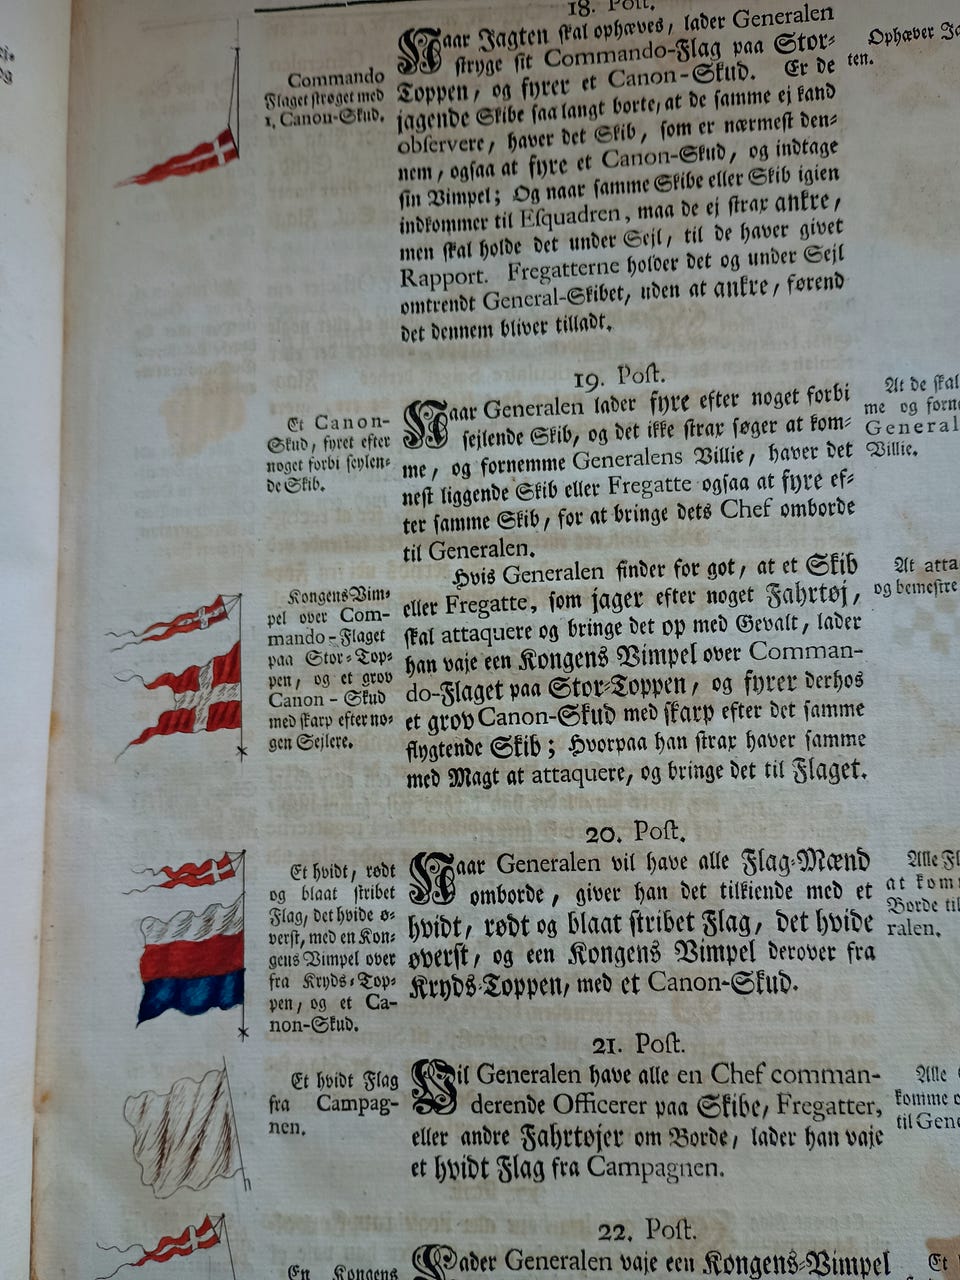 18. Post.
Commando
Flaget strøget med
1. Canon-Skud.
Naar Jagten skal ophæves, lader Generalen
stryge sit Commando-Flag paa Stor-
Toppen, og fyrer et Canon-Skud. Er de
jagende Skibe saa langt borte, at de samme ej kand
observere, haver det Skib, som er nærmest den-
nem, ogsaa at fyre et Canon-Skud, og indtage
sin Vimpel; Og naar samme Skibe eller Skib igien
indkommer til Esquadren, maa de ej strax ankre,
men skal holde det under Sejl, til de haver givet
Rapport. Fregatterne holder det og under Sejl
omtrendt General-Skibet, uden at ankre, førend
det dennem bliver tilladt.
Ophæver
ten.
19. Post.
Et Canon-
Skud, fyret efter
noget forbi seylen-
de Skib.
Naar Generalen lader fyre efter noget forbi
sejlende Skib, og det ikke strax søger at kom-
me, og fornemme Generalens Villie, haver det
nest liggende Skib eller Fregatte ogsaa at fyre ef-
ter samme Skib, for at bringe dets Chef omborde
til Generalen.
At de skal
me og forn
General
Villie.
Kongens Vim-
pel over Com-
mando-Flaget
paa Stor-Top-
pen, og et grov
Canon-Skud
med skarp efter no-
gen Sejlere.
Hvis Generalen finder for got, at et Skib
eller Fregatte, som jager efter noget Fahrtøj,
skal attaquere og bringe det op med Gevalt, lader
han vaje een Kongens Vimpel over Comman-
do-Flaget paa Stor-Toppen, og fyrer derhos
et grov Canon-Skud med skarp efter det samme
flygtende Skib; Hvorpaa han strax haver samme
med Magt at attaquere, og bringe det til Flaget.
At atta
og bemestre
20. Post.
Et hvidt, rødt
og blaat stribet
Flag, det hvide ø-
verst, med en Kon-
gens Vimpel over
fra Kryds-Top-
pen, og et Ca-
non-Skud.
Naar Generalen vil have alle Flag-Mænd
omborde, giver han det tilkiende med et
hvidt, rødt og blaat stribet Flag, det hvide
øverst, og een Kongens Vimpel derover fra
Kryds-Toppen, med et Canon-Skud.
Alle Fl
at kom
Borde til
ralen.
21. Post.
Et hvidt Flag
fra Campag-
nen.
Vil Generalen have alle en Chef comman-
derende Officerer paa Skibe, Fregatter,
eller andre Fahrtøjer om Borde, lader han vaje
et hvidt Flag fra Campagnen.
Alle
komme o
til Gene
22. Post.
En Kongens
Lader Generalen vaje een Kongens-Vimpel
Et